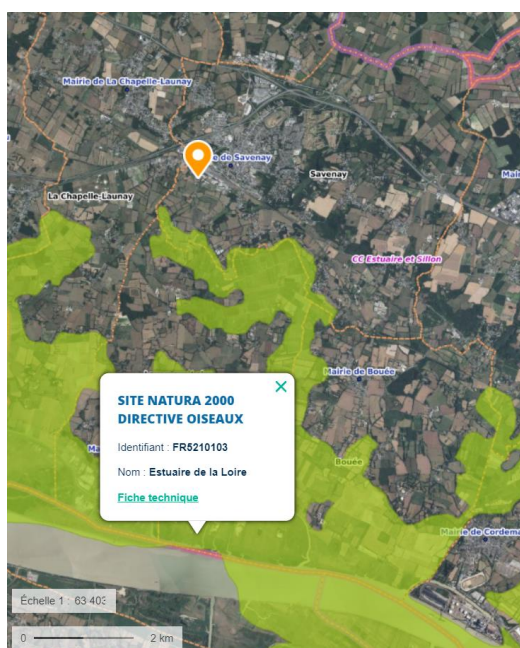 Mairie de La Chapelle-Launay
e de Savenay
Savenay
Mai
La Chapelle-Launay
CC Estuaire et Sillon
Mairie de Bouée
SITE NATURA 2000
DIRECTIVE OISEAUX
Identifiant : FR5210103
Ma
Nom : Estuaire de la Loire
Bouée
Fiche technique
Mairie de Cordema
Échelle 1 : 63 403
0 2 km